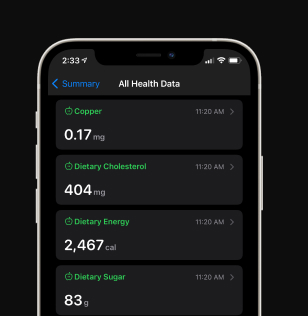 2:33
Summary All Health Data
Copper 11:20 AM
0.17 mg
Dietary Cholesterol 11:20 AM
404 mg
Dietary Energy 11:20 AM
2,467 cal
Dietary Sugar 11:20 AM
83 g